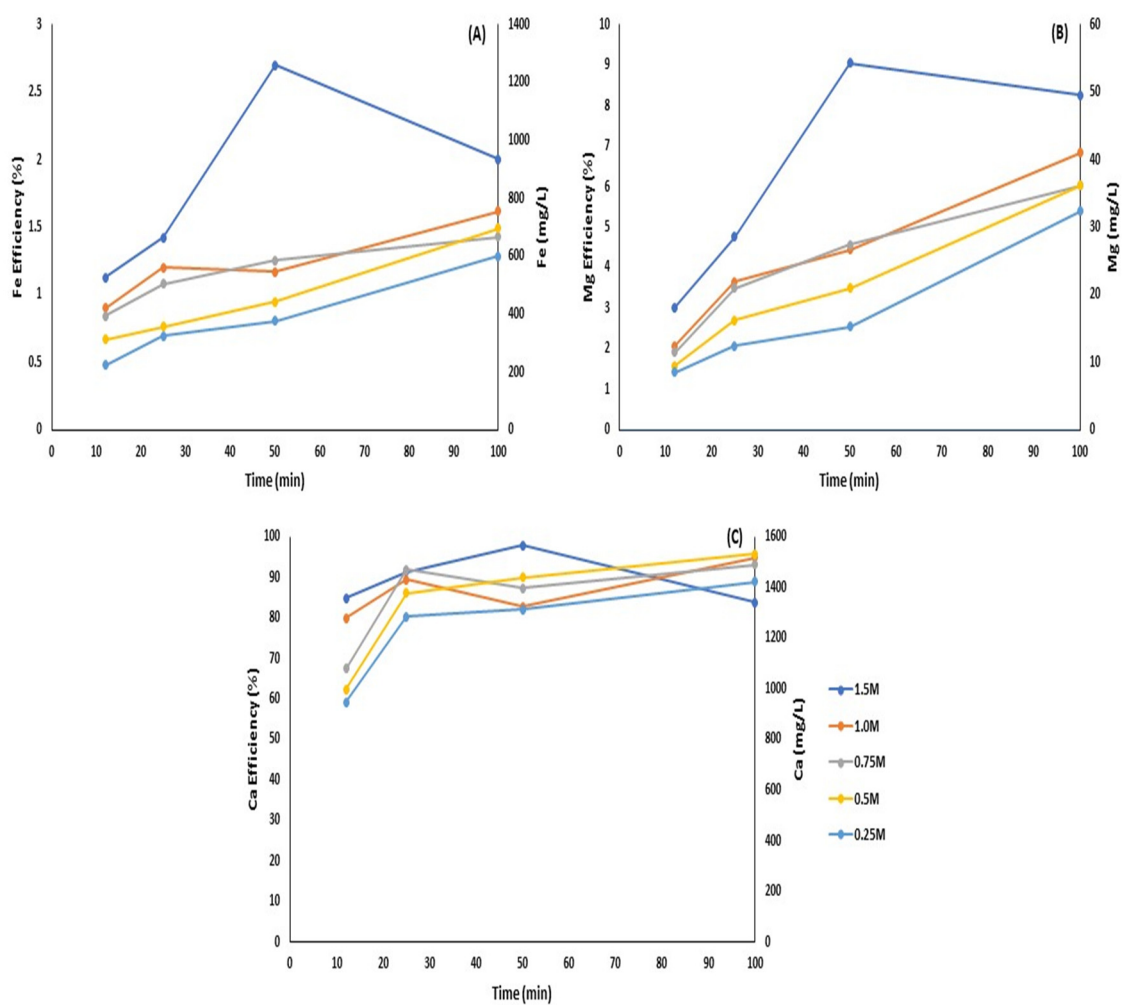 (A)
Fe Efficiency (%)
3
2.5
2
1.5
1
0.5
0
1400
1200
1000
800
600
400
200
0
Fe (mg/L)
0 10 20 30 40 50 60 70 80 90 100
Time (min)
(B)
Mg Efficiency (%)
10
9
8
7
6
5
4
3
2
1
0
60
50
40
30
20
10
0
Mg (mg/L)
0 10 20 30 40 50 60 70 80 90 100
Time (min)
(C)
Ca Efficiency (%)
100
90
80
70
60
50
40
30
20
10
0
1600
1400
1200
1000
800
600
400
200
0
Ca (mg/L)
0 10 20 30 40 50 60 70 80 90 100
Time (min)
1.5M
1.0M
0.75M
0.5M
0.25M